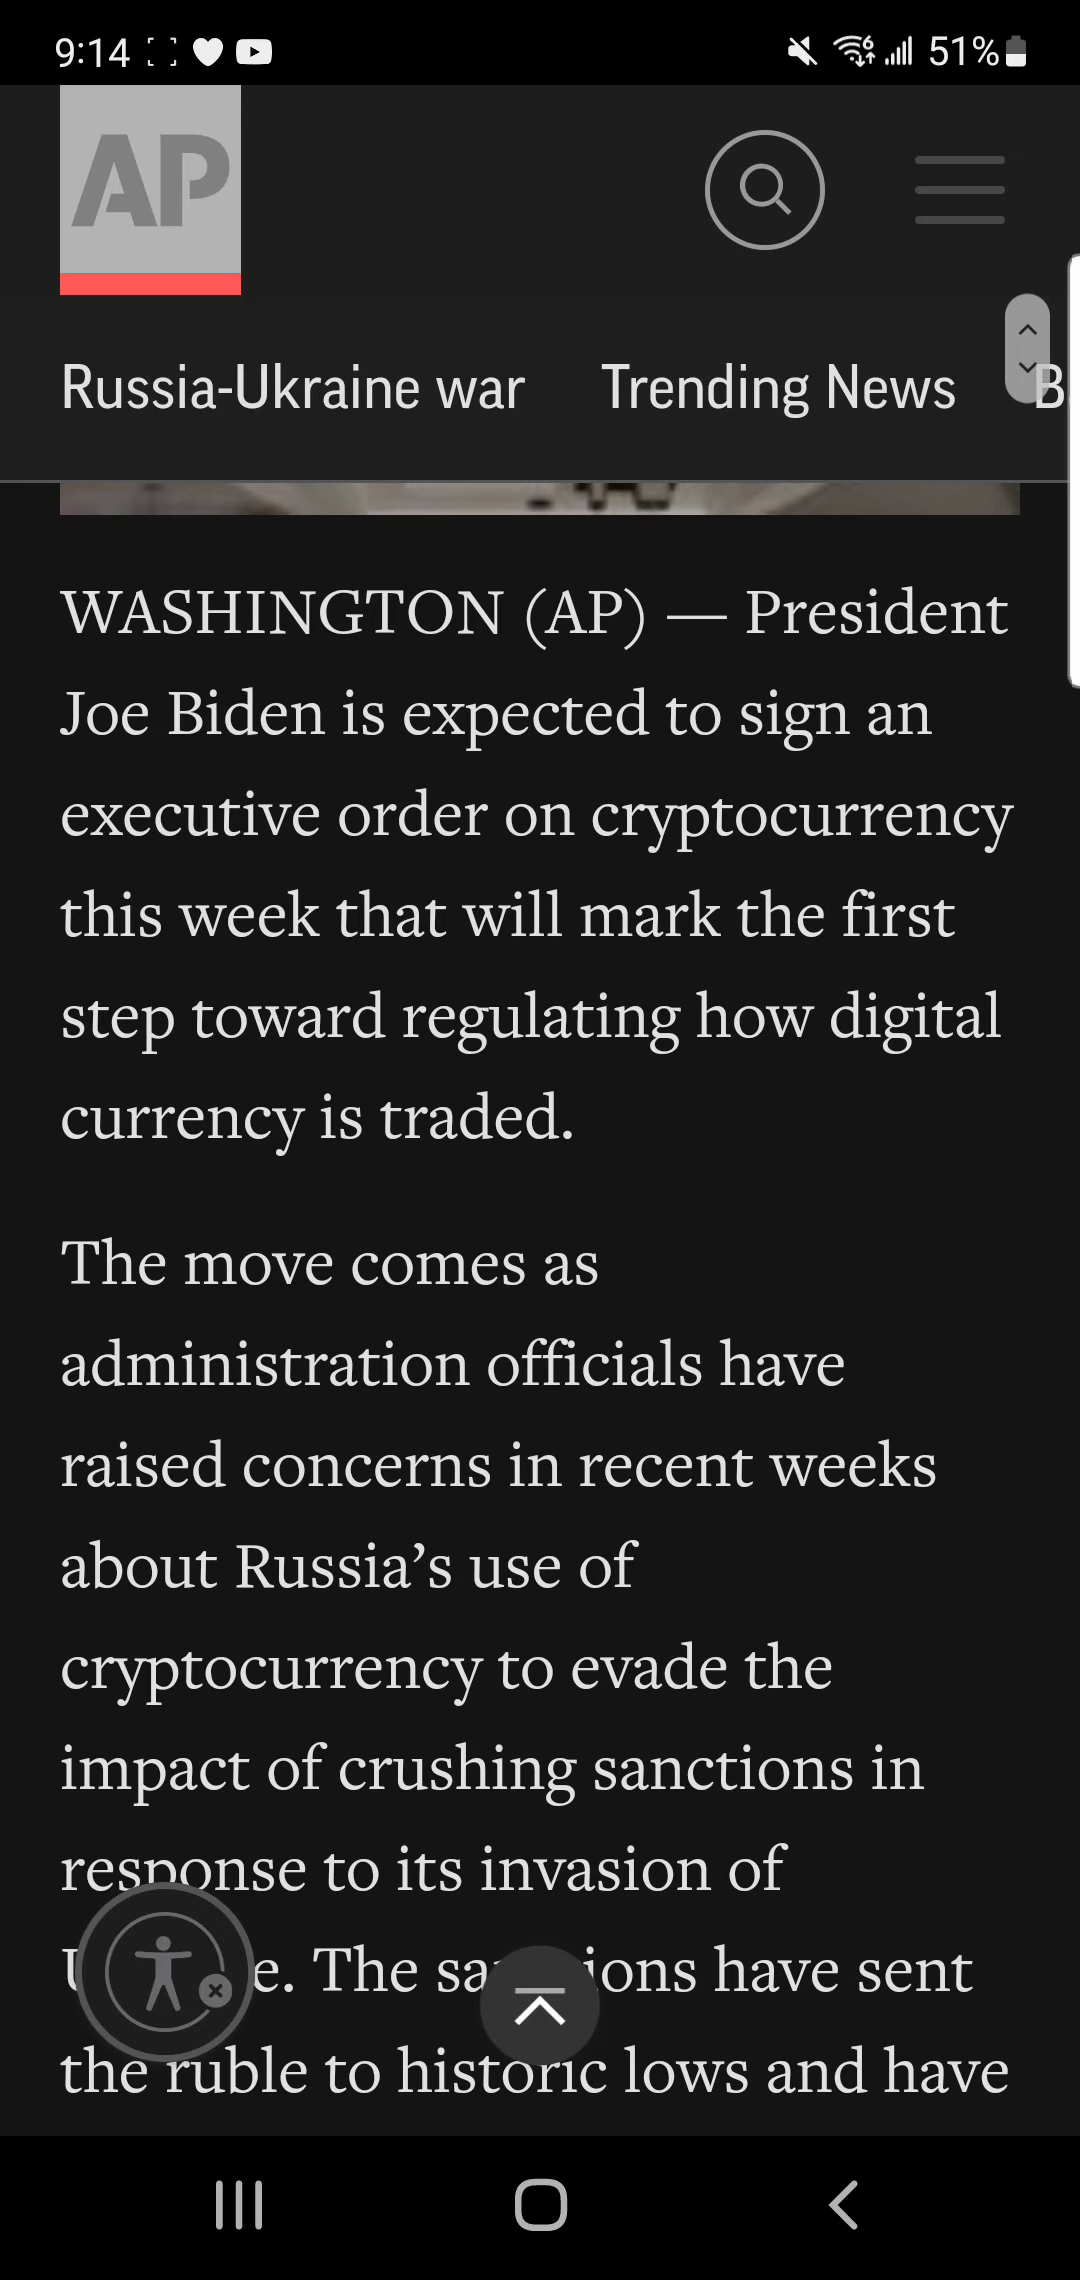 9:14
6 51%
AP
Russia-Ukraine war Trending News
WASHINGTON (AP) — President
Joe Biden is expected to sign an
executive order on cryptocurrency
this week that will mark the first
step toward regulating how digital
currency is traded.
The move comes as
administration officials have
raised concerns in recent weeks
about Russia’s use of
cryptocurrency to evade the
impact of crushing sanctions in
response to its invasion of
The have sent
the ruble to historic lows and have